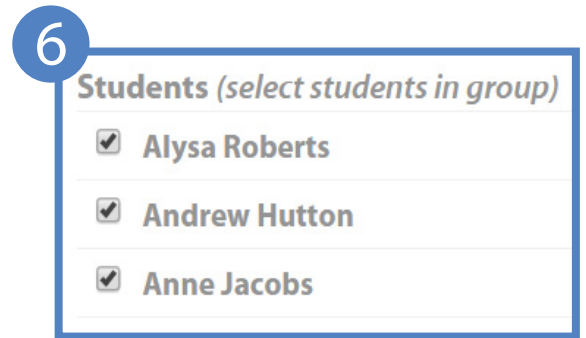 6
Students (select students in group)
Alysa Roberts
Andrew Hutton
Anne Jacobs